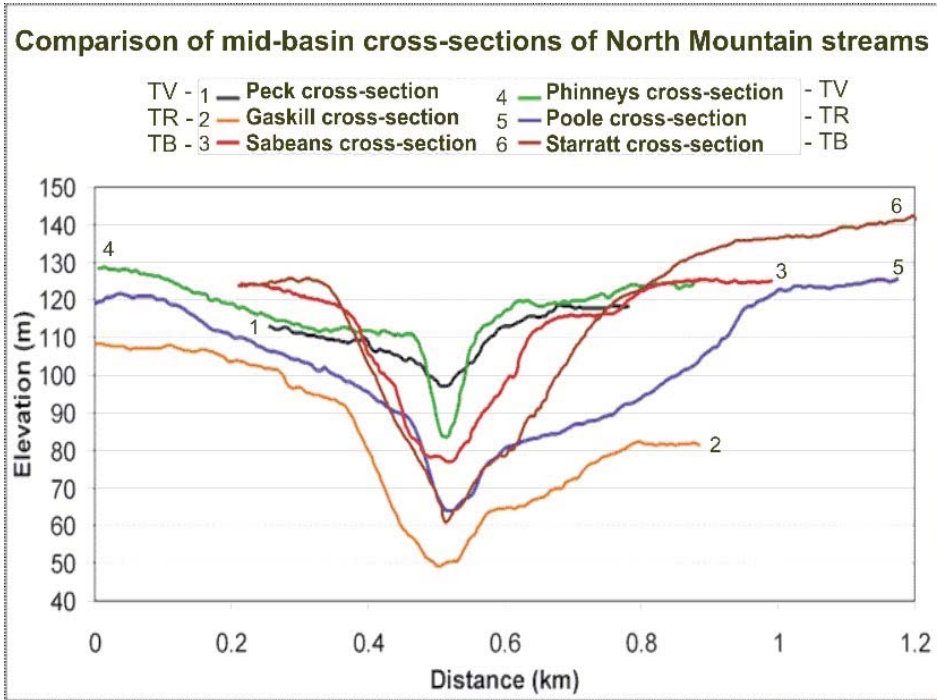 Comparison of mid-basin cross-sections of North Mountain streams
TV - 1 Peck cross-section 4 Phinneys cross-section - TV
TR - 2 Gaskill cross-section 5 Poole cross-section - TR
TB - 3 Sabeans cross-section 6 Starratt cross-section - TB
150
140
130
120
110
100
90
80
70
60
50
40
Elevation (m)
4
1
6
3
5
2
0 0.2 0.4 0.6 0.8 1 1.2
Distance (km)